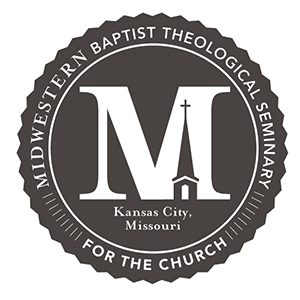 MIDWESTERN BAPTIST THEOLOGICAL SEMINARY
M
Kansas City,
Missouri
FOR THE CHURCH